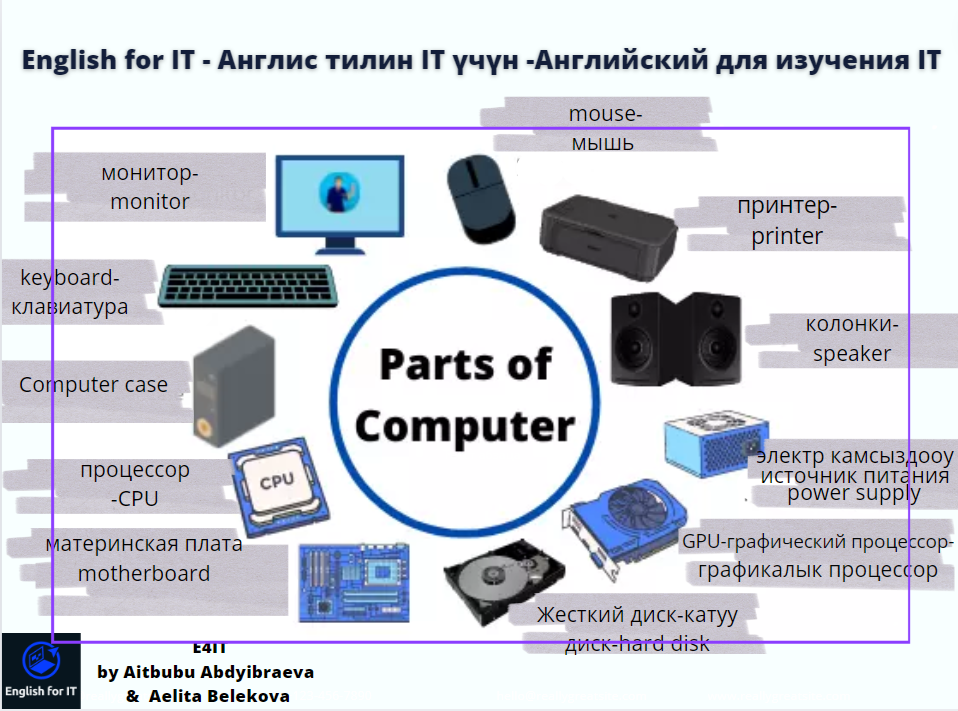 English for IT - Англис тилин IT үчүн -Английский для изучения IT
mouse-
мышь
монитор-
monitor
принтер-
printer
keyboard-
клавиатура
колонки-
speaker
Parts of
Computer
Computer case
электр камсыздооу
источник питания
power supply
процессор
-CPU
CPU
GPU-графический процессор-
графикалык процессор
материнская плата
motherboard
Жесткий диск-катуу
диск-hard disk
E4IT
by Aitbubu Abdyibraeva
& Aelita Belekova
English for IT